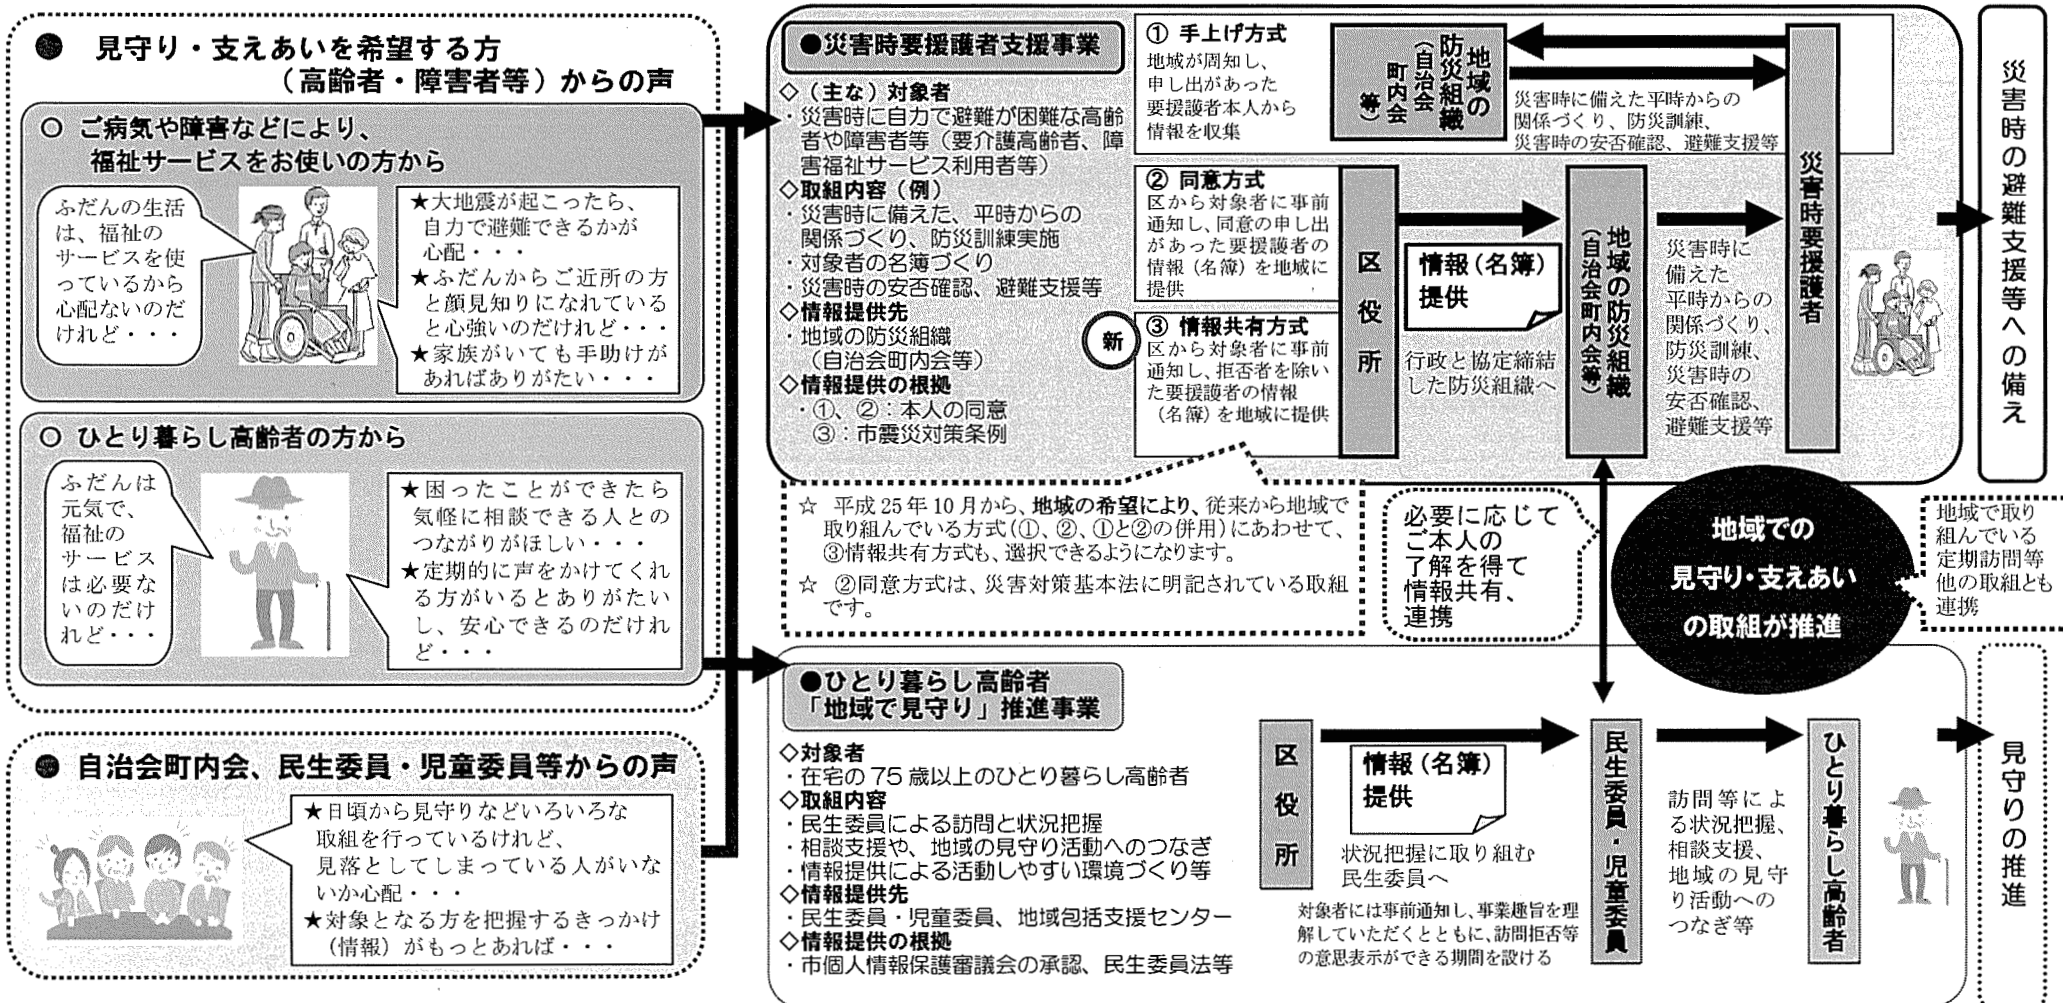 ● 見守り・支えあいを希望する方
（高齢者・障害者等）からの声
○ ご病気や障害などにより、
福祉サービスをお使いの方から
ふだんの生活
は、福祉の
サービスを使
っているから
心配ないのだ
けれど・・・
★大地震が起こったら、
自力で避難できるかが
心配・・・
★ふだんからご近所の方
と顔見知りになれている
と心強いのだけれど・・・
★家族がいても手助けが
あればありがたい・・・
○ ひとり暮らし高齢者の方から
ふだんは
元気で、
福祉の
サービス
は必要な
いのだけ
れど・・・
★困ったことができたら
気軽に相談できる人との
つながりがほしい・・・
★定期的に声をかけてくれ
る方がいるとありがたい
し、安心できるのだけれ
ど・・・
● 自治会町内会、民生委員・児童委員等からの声
★日頃から見守りなどいろいろな
取組を行っているけれど、
見落としてしまっている人がいな
いか心配・・・
★対象となる方を把握するきっかけ
（情報）がもっとあれば・・・
●災害時要援護者支援事業
◇（主な）対象者
・災害時に自力で避難が困難な高齢
者や障害者等（要介護高齢者、障
害福祉サービス利用者等）
◇取組内容（例）
・災害時に備えた、平時からの
関係づくり、防災訓練実施
・対象者の名簿づくり
・災害時の安否確認、避難支援等
◇情報提供先
・地域の防災組織
（自治会町内会等）
◇情報提供の根拠
・①、②：本人の同意
③：市震災対策条例
① 手上げ方式
地域が周知し、
申し出があった
要援護者本人から
情報を収集
地域の
防災組織
（自治会
町内会
等）
災害時に備えた平時からの
関係づくり、防災訓練、
災害時の安否確認、避難支援等
② 同意方式
区から対象者に事前
通知し、同意の申し出
があった要援護者の
情報（名簿）を地域に
提供
新
③ 情報共有方式
区から対象者に事前
通知し、拒否者を除い
た要援護者の情報
（名簿）を地域に提供
区役所
情報（名簿）
提供
行政と協定締結
した防災組織へ
地域の防災組織
（自治会町内会等）
災害時に
備えた
平時からの
関係づくり、
防災訓練、
災害時の
安否確認、
避難支援等
災害時要援護者
災害時の避難支援等への備え
☆ 平成25年10月から、地域の希望により、従来から地域で
取り組んでいる方式（①、②、①と②の併用）にあわせて、
③情報共有方式も、選択できるようになります。
☆ ②同意方式は、災害対策基本法に明記されている取組
です。
必要に応じて
ご本人の
了解を得て
情報共有、
連携
地域での
見守り・支えあい
の取組が推進
地域で取り
組んでいる
定期訪問等
他の取組とも
連携
●ひとり暮らし高齢者
「地域で見守り」推進事業
◇対象者
・在宅の75歳以上のひとり暮らし高齢者
◇取組内容
・民生委員による訪問と状況把握
・相談支援や、地域の見守り活動へのつなぎ
・情報提供による活動しやすい環境づくり等
◇情報提供先
・民生委員・児童委員、地域包括支援センター
◇情報提供の根拠
・市個人情報保護審議会の承認、民生委員法等
区役所
情報（名簿）
提供
状況把握に取り組む
民生委員へ
対象者には事前通知し、事業趣旨を理
解していただくとともに、訪問拒否等
の意思表示ができる期間を設ける
民生委員・児童委員
訪問等によ
る状況把握、
相談支援、
地域の見守
り活動への
つなぎ等
ひとり暮らし高齢者
見守りの推進